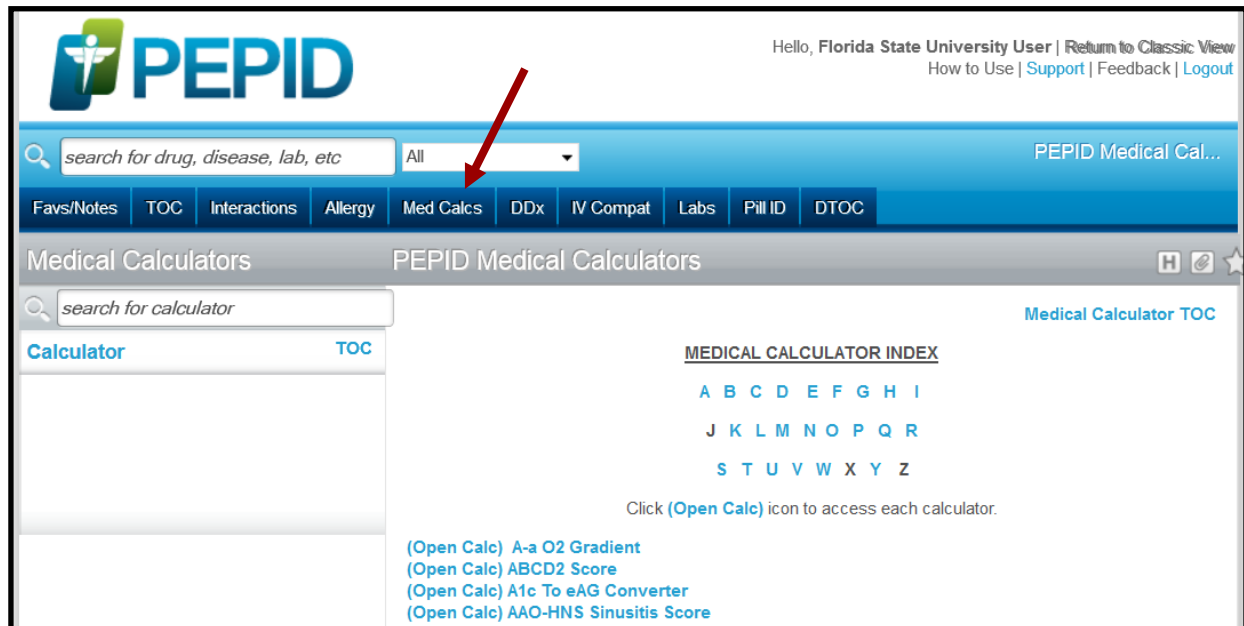 PEPID
Hello, Florida State University User | Return to Classic View
How to Use | Support | Feedback | Logout
search for drug, disease, lab, etc
All
PEPID Medical Cal...
Favs/Notes TOC Interactions Allergy Med Calcs DDx IV Compat Labs Pill ID DTOC
Medical Calculators
PEPID Medical Calculators
H
search for calculator
Medical Calculator TOC
Calculator TOC
MEDICAL CALCULATOR INDEX
A B C D E F G H I
J K L M N O P Q R
S T U V W X Y Z
Click (Open Calc) icon to access each calculator.
(Open Calc) A-a O2 Gradient
(Open Calc) ABCD2 Score
(Open Calc) A1c To eAG Converter
(Open Calc) AAO-HNS Sinusitis Score